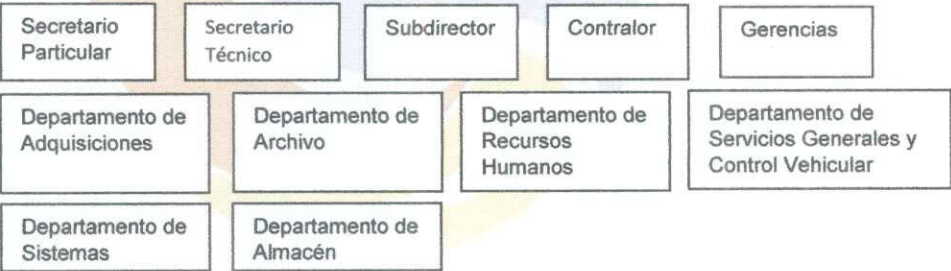 Secretario
Particular
Secretario
Técnico
Subdirector
Contralor
Gerencias
Departamento de
Adquisiciones
Departamento de
Archivo
Departamento de
Recursos
Humanos
Departamento de
Servicios Generales y
Control Vehicular
Departamento de
Sistemas
Departamento de
Almacén